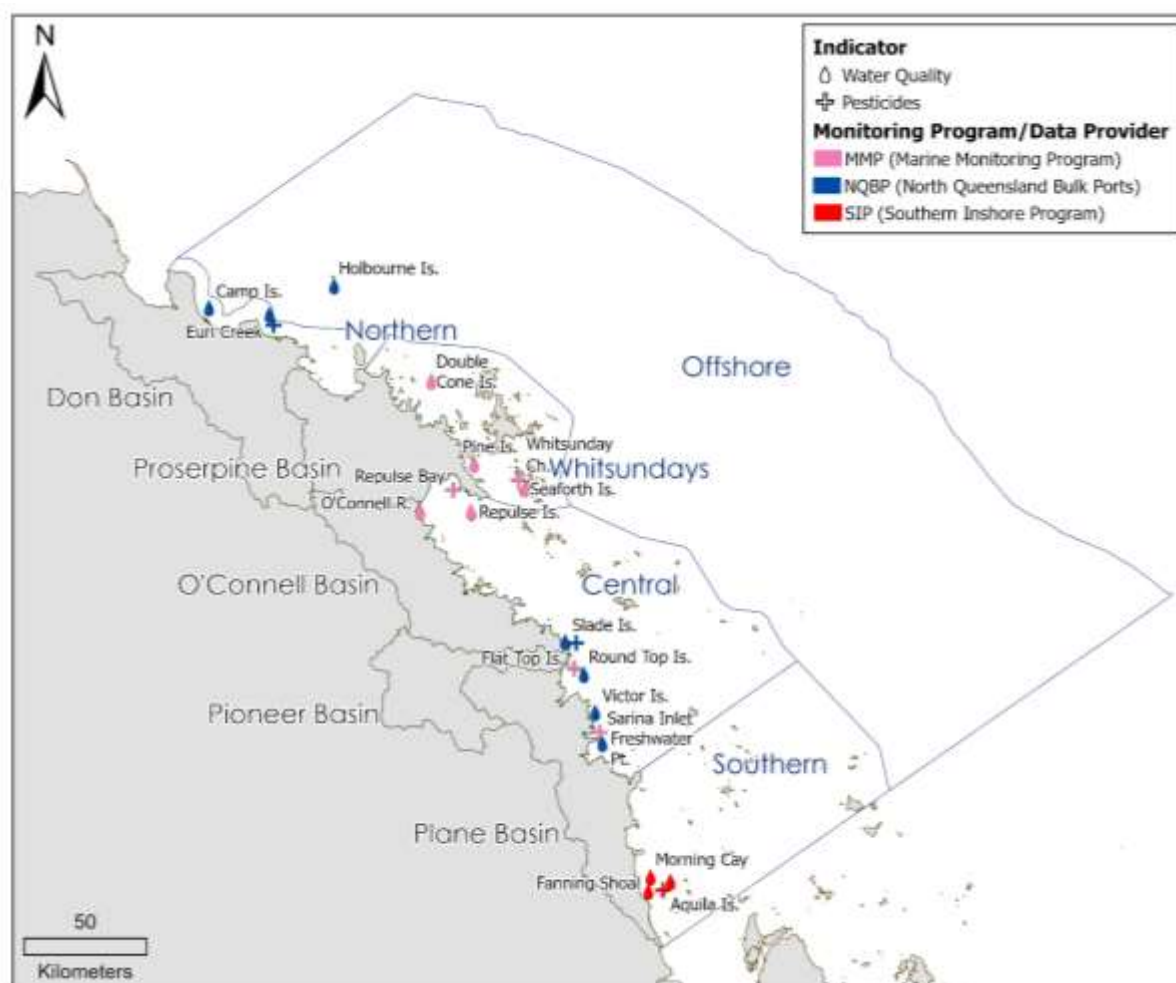 N
Indicator
Water Quality
Pesticides
Monitoring Program/Data Provider
MMP (Marine Monitoring Program)
NQBP (North Queensland Bulk Ports)
SIP (Southern Inshore Program)
Holbourne Is.
Camp Is.
Euri Creek
Northern
Offshore
Double
Cone Is.
Don Basin
Pine Is.
Whitsunday
Ch.
Whitsundays
Proserpine Basin
Repulse Bay
Seaforth Is.
O'Connell R.
Repulse Is.
O'Connell Basin
Central
Slade Is.
Flat Top Is.
Round Top Is.
Victor Is.
Pioneer Basin
Sarina Inlet
Freshwater
Pt.
Southern
Plane Basin
Morning Cay
Fanning Shoal
Aquila Is.
50
Kilometers